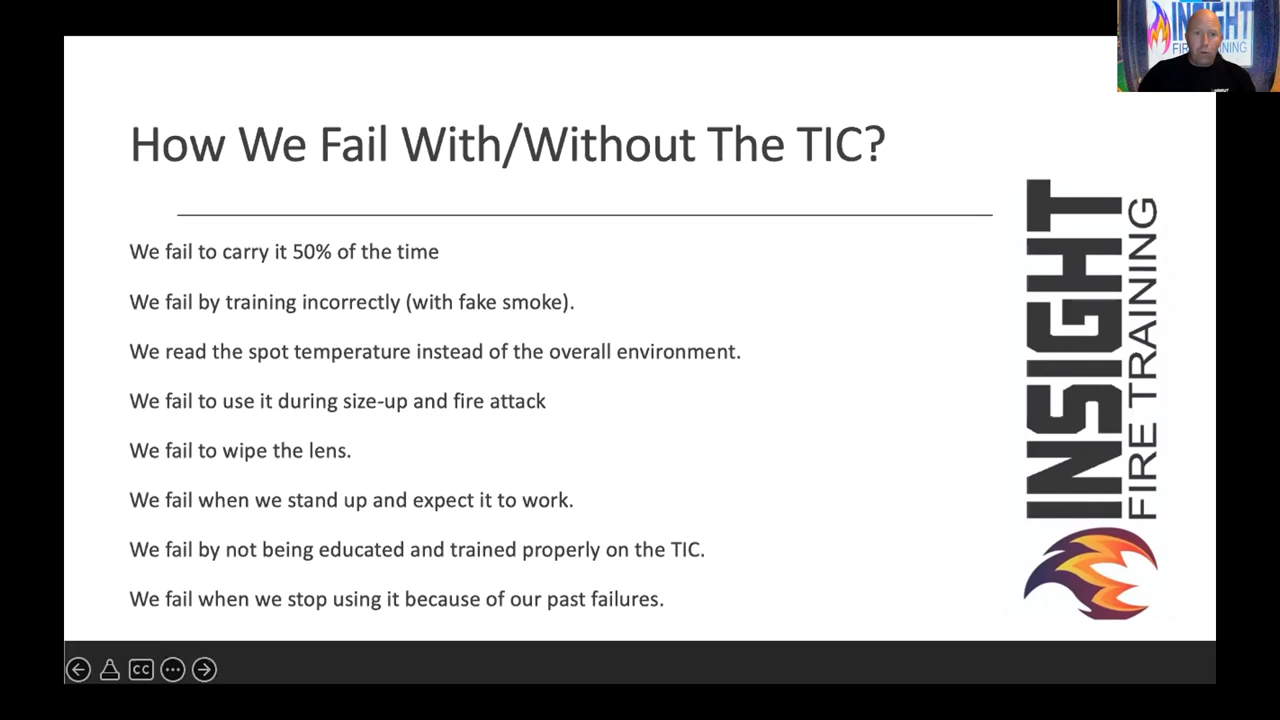 INSIGHT
FIRE TRAINING
How We Fail With/Without The TIC?
We fail to carry it 50% of the time
We fail by training incorrectly (with fake smoke).
We read the spot temperature instead of the overall environment.
We fail to use it during size-up and fire attack
We fail to wipe the lens.
We fail when we stand up and expect it to work.
We fail by not being educated and trained properly on the TIC.
We fail when we stop using it because of our past failures.
INSIGHT
FIRE TRAINING
CC